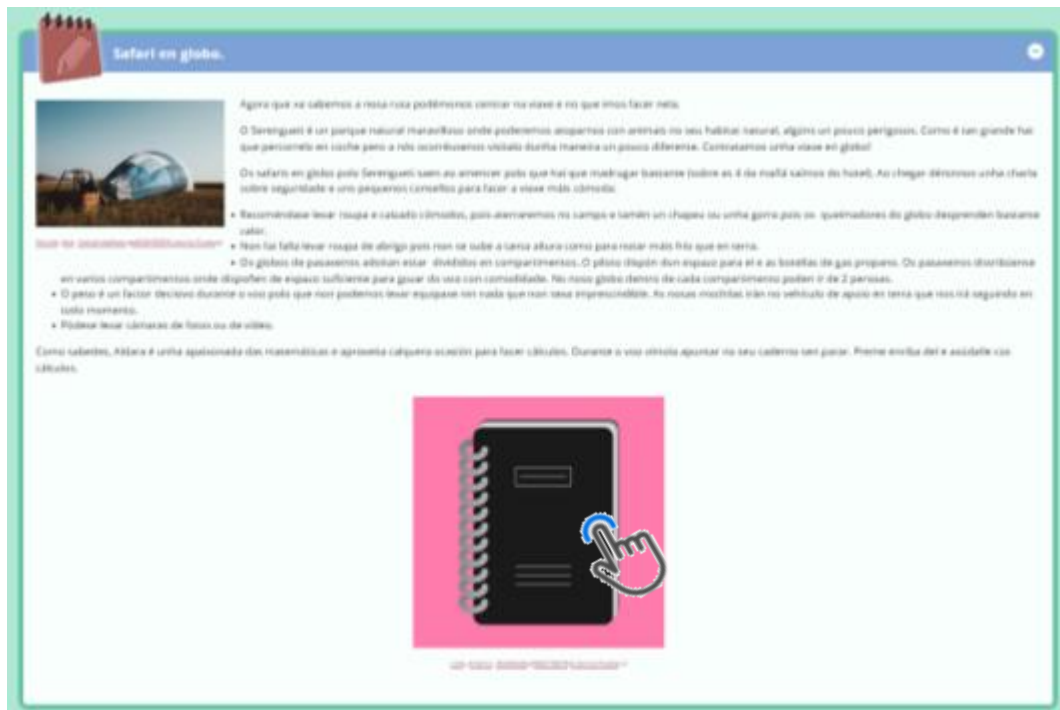 Safari en globo.
Agora que xa sabemos a nosa ruta podémonos centrar na viaxe e no que imos facer nela.
O Serengueti é un parque natural maravilloso onde poderemos atoparnos con animais no seu hábitat natural, algúns un pouco perigosos. Como é tan grande hai
que percorrelo en coche pero a nós ocorréusenos visitalo dunha maneira un pouco diferente. Contratamos unha viaxe en globo!
Os safaris en globo polo Serengueti saen ao amencer polo que hai que madrugar bastante (sobre as 4 da mañá saímos do hotel). Ao chegar dérsonnos unha charla
sobre seguridade e uns pequenos consellos para facer a viaxe máis cómoda:
• Recoméndase levar roupa e calzado cómodos, pois aterraremos no campo e tamén un chapeu ou unha gorra pois os queimadores do globo desprenden bastante
calor.
• Non fai falla levar roupa de abrigo pois non se sube a tanta altura como para notar máis frío que en terra.
• Os globos de pasaxeiros adoitan estar divididos en compartimentos. O piloto dispón dun espazo para el e as botellas de gas propano. Os pasaxeiros distribúense
en varios compartimentos onde dispoñen de espazo suficiente para gozar do voo con comodidade. No noso globo dentro de cada compartimento poden ir de 2 persoas.
• O peso é un factor decisivo durante o voo polo que non podemos levar equipaxe nin nada que non sexa imprescindible. As nosas mochilas irán no vehículo de apoio en terra que nos irá seguindo en
todo momento.
• Pódese levar cámaras de fotos ou de vídeo.
Como sabedes, Aldara é unha apaixonada das matemáticas e aproveita calquera ocasión para facer cálculos. Durante o voo vímola apuntar no seu caderno sen parar. Preme enriba del e axúdalle cos
cálculos.